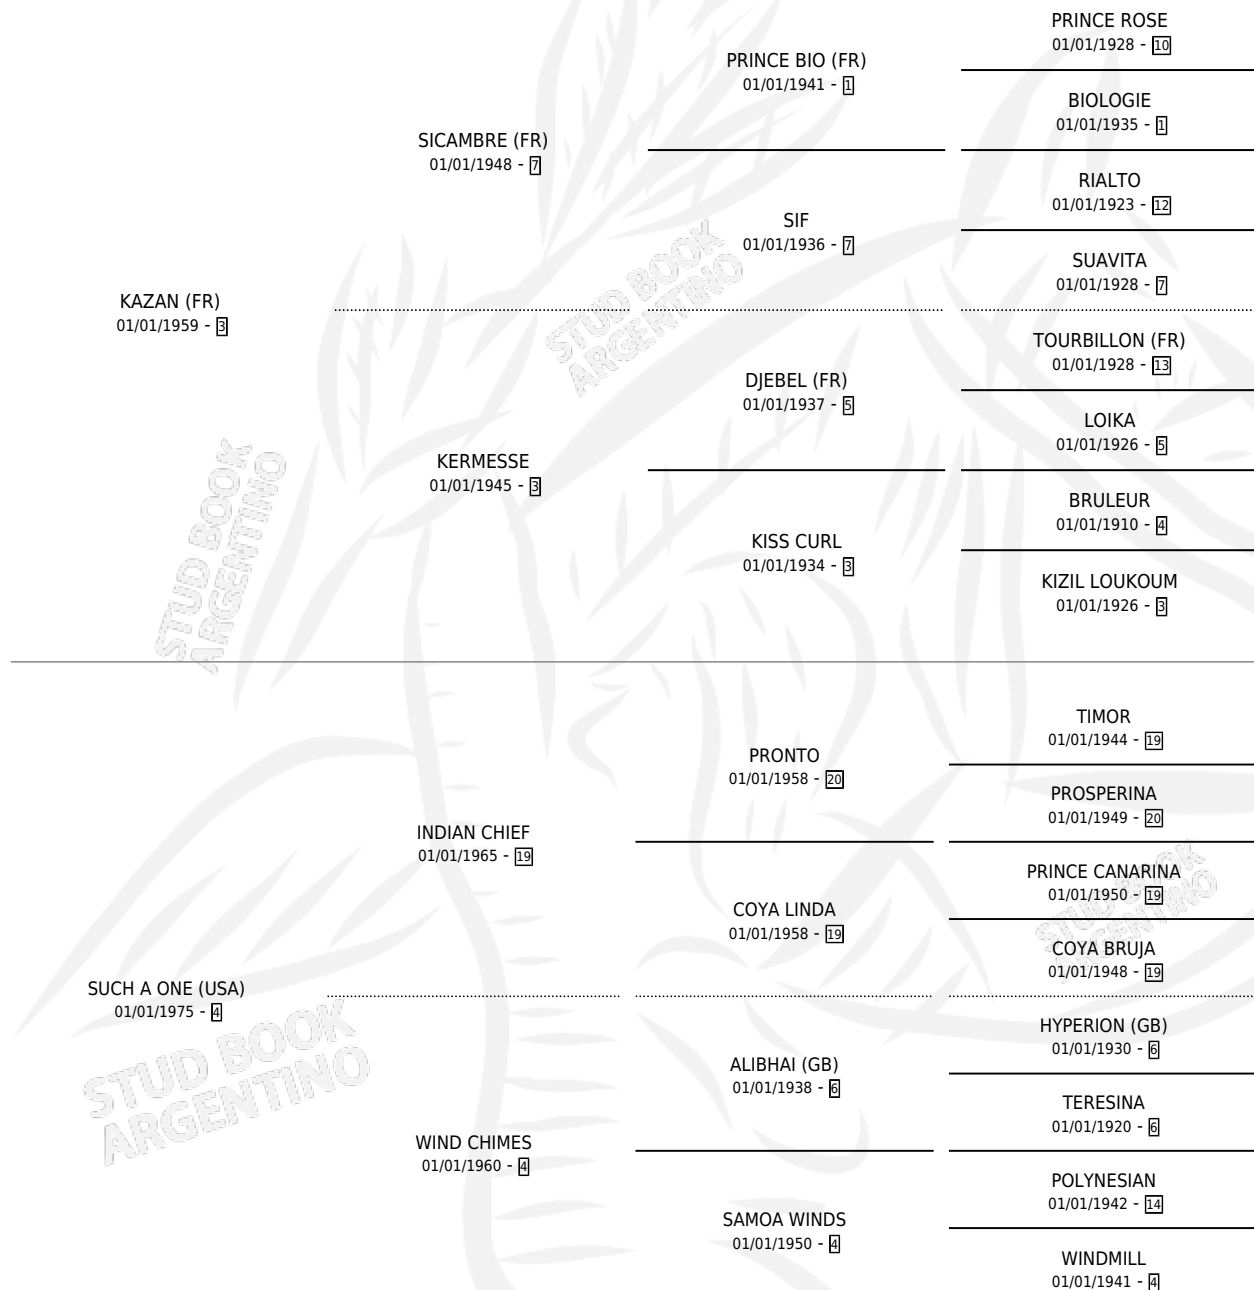 PRINCE ROSE
01/01/1928 - 10
PRINCE BIO (FR)
01/01/1941 - 1
BIOLOGIE
01/01/1935 - 1
SICAMBRE (FR)
01/01/1948 - 7
RIALTO
01/01/1923 - 12
SIF
01/01/1936 - 7
SUAVITA
01/01/1928 - 7
KAZAN (FR)
01/01/1959 - 3
STUD BOOK
ARGENTINO
TOURBILLON (FR)
01/01/1928 - 13
DJEBEL (FR)
01/01/1937 - 5
LOIKA
01/01/1926 - 5
KERMESSE
01/01/1945 - 3
BRULEUR
01/01/1910 - 4
KISS CURL
01/01/1934 - 3
KIZIL LOUKOUM
01/01/1926 - 3
STUD BOOK
ARGENTINO
TIMOR
01/01/1944 - 19
PRONTO
01/01/1958 - 20
PROSPERINA
01/01/1949 - 20
INDIAN CHIEF
01/01/1965 - 19
PRINCE CANARINA
01/01/1950 - 19
COYA LINDA
01/01/1958 - 19
STUD BOOK
ARGENTINO
COYA BRUJA
01/01/1948 - 19
SUCH A ONE (USA)
01/01/1975 - 4
STUD BOOK
ARGENTINO
HYPERION (GB)
01/01/1930 - 6
ALIBHAI (GB)
01/01/1938 - 6
TERESINA
01/01/1920 - 6
WIND CHIMES
01/01/1960 - 4
POLYNESIAN
01/01/1942 - 14
SAMOA WINDS
01/01/1950 - 4
WINDMILL
01/01/1941 - 4